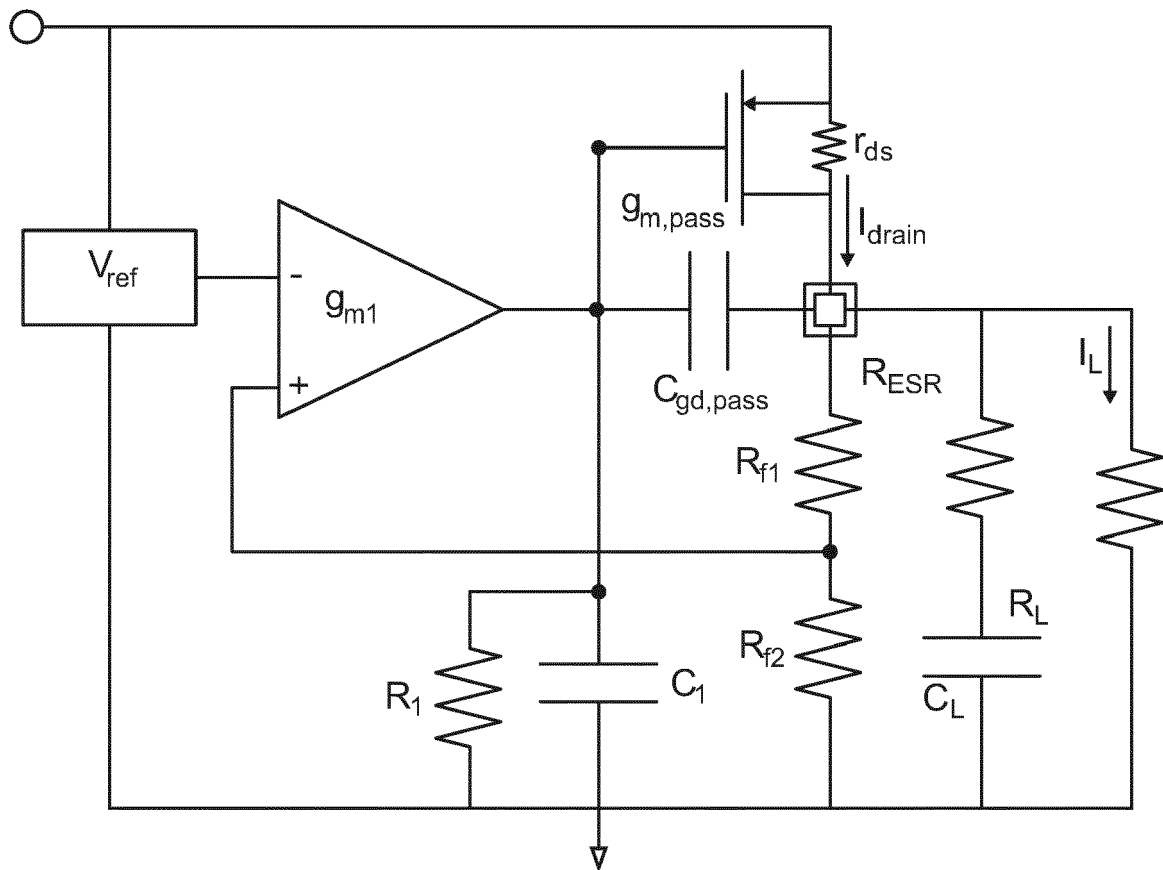 r_ds
g_m,pass
I_drain
V_ref
-
g_m1
+
C_gd,pass
R_ESR
I_L
R_f1
R_1
C_1
R_f2
R_L
C_L